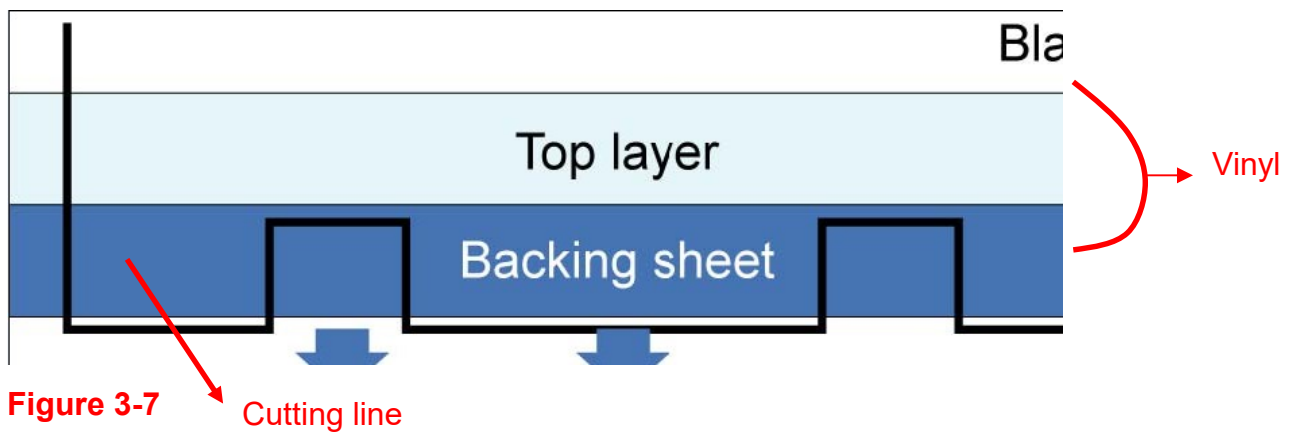 Bla
Top layer
Vinyl
Backing sheet
Figure 3-7
Cutting line